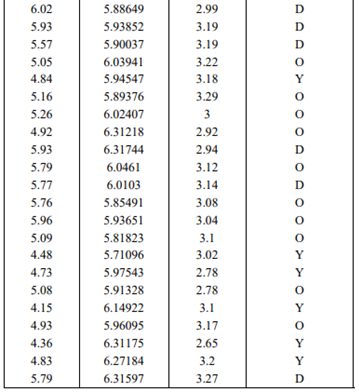 6.02 5.88649 2.99 D
5.93 5.93852 3.19 D
5.57 5.90037 3.19 D
5.05 6.03941 3.22 O
4.84 5.94547 3.18 Y
5.16 5.89376 3.29 O
5.26 6.02407 3 O
4.92 6.31218 2.92 O
5.93 6.31744 2.94 D
5.79 6.0461 3.12 O
5.77 6.0103 3.14 D
5.76 5.85491 3.08 O
5.96 5.93651 3.04 O
5.09 5.81823 3.1 O
4.48 5.71096 3.02 Y
4.73 5.97543 2.78 Y
5.08 5.91328 2.78 O
4.15 6.14922 3.1 Y
4.93 5.96095 3.17 O
4.36 6.31175 2.65 Y
4.83 6.27184 3.2 Y
5.79 6.31597 3.27 D